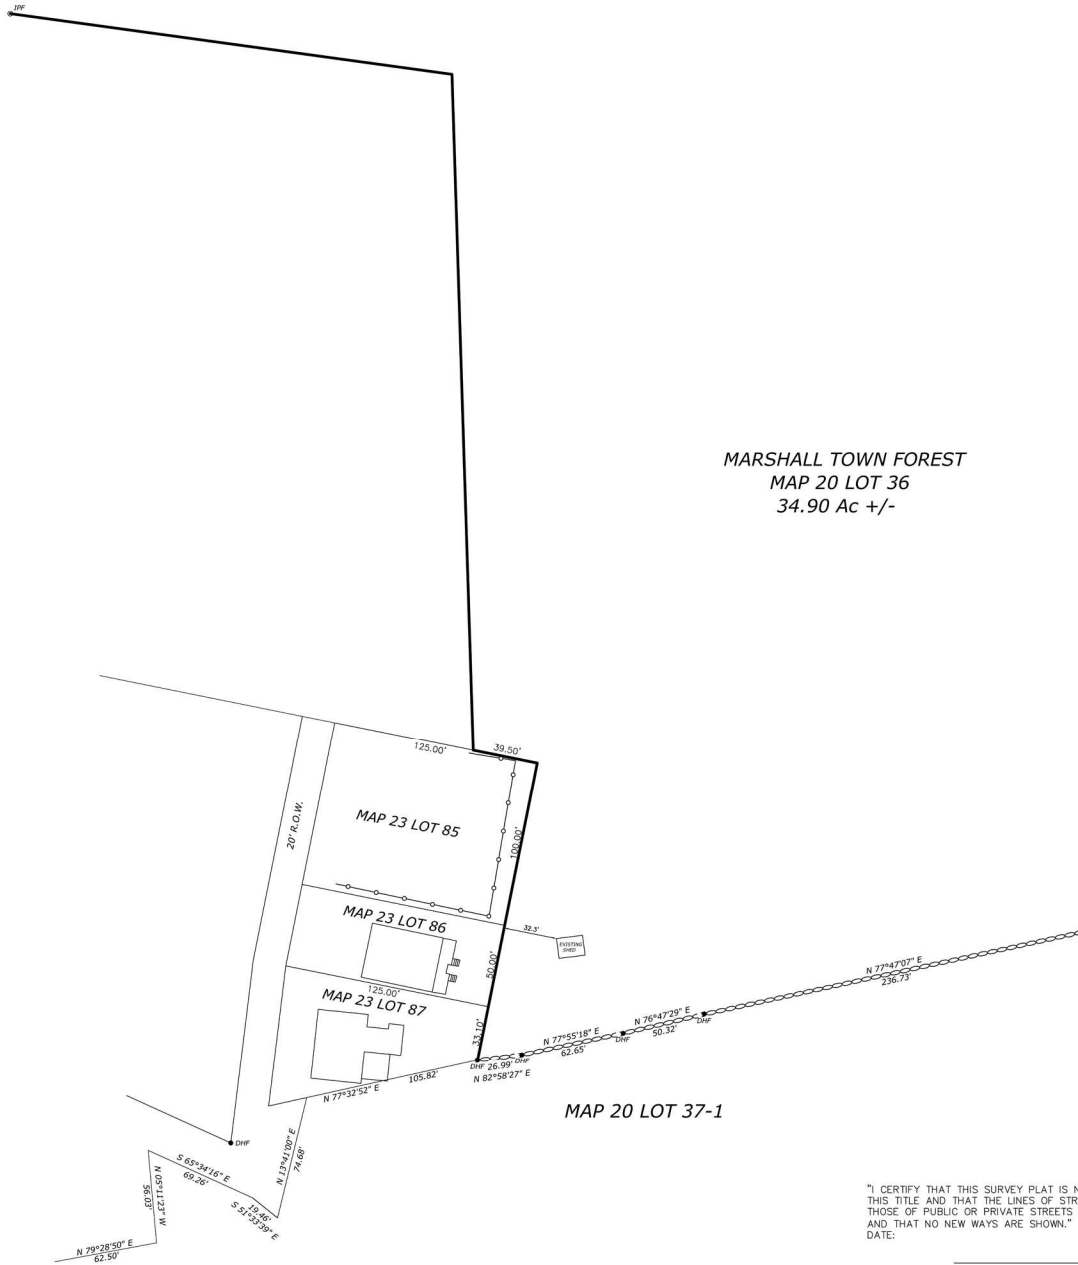 IPF
MARSHALL TOWN FOREST
MAP 20 LOT 36
34.90 Ac +/-
125.00'
39.50'
20' R.O.W.
MAP 23 LOT 85
100.00'
MAP 23 LOT 86
32.3'
EXISTING
SHED
50.00'
125.00'
MAP 23 LOT 87
33.10'
N 77°47'07" E
236.73'
N 76°47'29" E
50.32'
DHF
N 77°55'18" E
62.65'
DHF
DHF
26.99'
DHF
N 82°58'27" E
105.82'
N 77°32'52" E
MAP 20 LOT 37-1
N 13°41'00" E
74.68'
DHF
S 65°34'16" E
69.26'
19.46'
S 51°33'39" E
N 05°11'23" W
56.03'
N 79°28'50" E
62.50'
"I CERTIFY THAT THIS SURVEY PLAT IS N
THIS TITLE AND THAT THE LINES OF STR
THOSE OF PUBLIC OR PRIVATE STREETS
AND THAT NO NEW WAYS ARE SHOWN."
DATE: